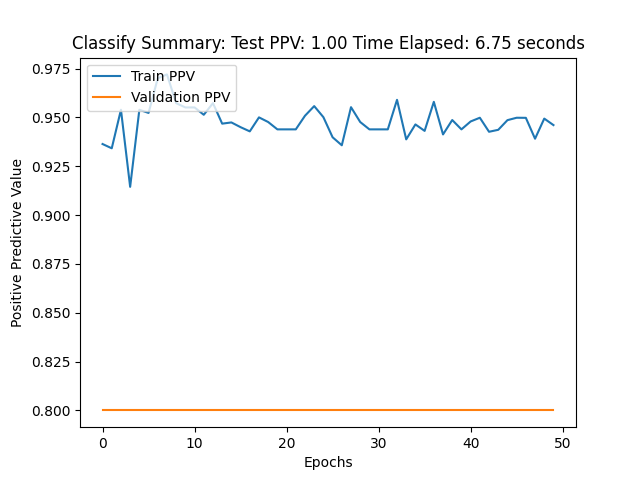 Classify Summary: Test PPV: 1.00 Time Elapsed: 6.75 seconds
Train PPV
Validation PPV
Positive Predictive Value
0.975
0.950
0.925
0.900
0.875
0.850
0.825
0.800
0 10 20 30 40 50
Epochs